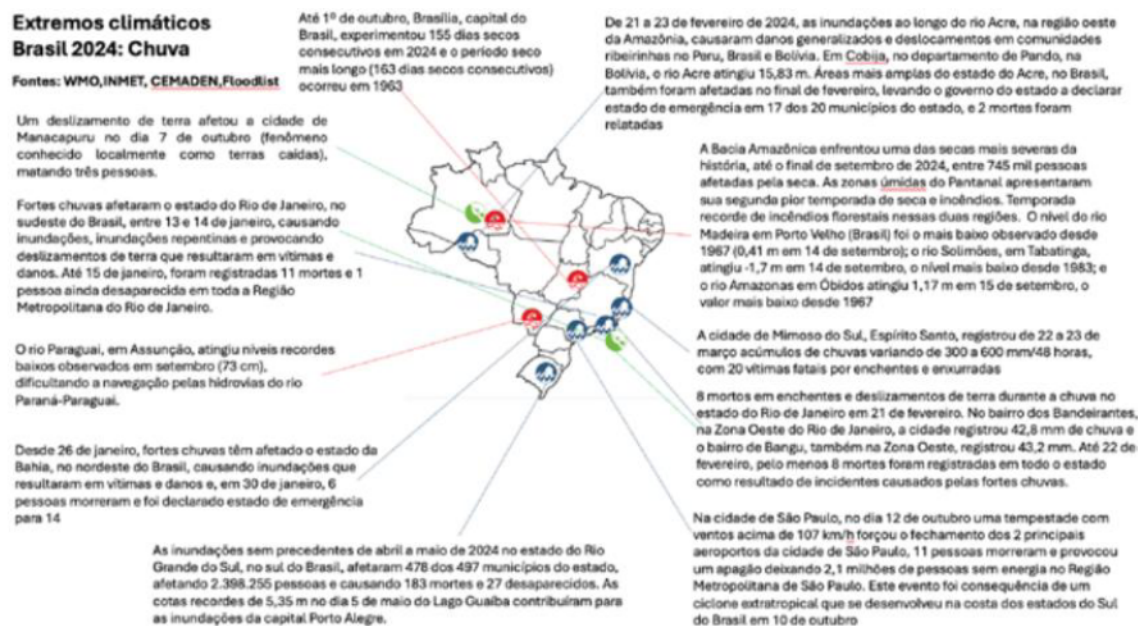 Extremos climáticos
Brasil 2024: Chuva
Fontes: WMO,INMET, CEMADEN,Floodlist
Até 1º de outubro, Brasília, capital do
Brasil, experimentou 155 dias secos
consecutivos em 2024 e o período seco
mais longo (163 dias secos consecutivos)
ocorreu em 1963
De 21 a 23 de fevereiro de 2024, as inundações ao longo do rio Acre, na região oeste
da Amazônia, causaram danos generalizados e deslocamentos em comunidades
ribeirinhas no Peru, Brasil e Bolívia. Em Cobija, no departamento de Pando, na
Bolívia, o rio Acre atingiu 15,83 m. Áreas mais amplas do estado do Acre, no Brasil,
também foram afetadas no final de fevereiro, levando o governo do estado a declarar
estado de emergência em 17 dos 20 municípios do estado, e 2 mortes foram
relatadas
Um deslizamento de terra afetou a cidade de
Manacapuru no dia 7 de outubro (fenômeno
conhecido localmente como terras caídas),
matando três pessoas.
A Bacia Amazônica enfrentou uma das secas mais severas da
história, até o final de setembro de 2024, entre 745 mil pessoas
afetadas pela seca. As zonas úmidas do Pantanal apresentaram
sua segunda pior temporada de seca e incêndios. Temporada
recorde de incêndios florestais nessas duas regiões. O nível do rio
Madeira em Porto Velho (Brasil) foi o mais baixo observado desde
1967 (0,41 m em 14 de setembro); o rio Solimões, em Tabatinga,
atingiu -1,7 m em 14 de setembro, o nível mais baixo desde 1983; e
o rio Amazonas em Óbidos atingiu 1,17 m em 15 de setembro, o
valor mais baixo desde 1967
Fortes chuvas afetaram o estado do Rio de Janeiro, no
sudeste do Brasil, entre 13 e 14 de janeiro, causando
inundações, inundações repentinas e provocando
deslizamentos de terra que resultaram em vítimas e
danos. Até 15 de janeiro, foram registradas 11 mortes e 1
pessoa ainda desaparecida em toda a Região
Metropolitana do Rio de Janeiro.
A cidade de Mimoso do Sul, Espírito Santo, registrou de 22 a 23 de
março acúmulos de chuvas variando de 300 a 600 mm/48 horas,
com 20 vítimas fatais por enchentes e enxurradas
O rio Paraguai, em Assunção, atingiu níveis recordes
baixos observados em setembro (73 cm),
dificultando a navegação pelas hidrovias do rio
Paraná-Paraguai.
8 mortos em enchentes e deslizamentos de terra durante a chuva no
estado do Rio de Janeiro em 21 de fevereiro. No bairro dos Bandeirantes,
na Zona Oeste do Rio de Janeiro, a cidade registrou 42,8 mm de chuva e
o bairro de Bangu, também na Zona Oeste, registrou 43,2 mm. Até 22 de
fevereiro, pelo menos 8 mortes foram registradas em todo o estado
como resultado de incidentes causados pelas fortes chuvas.
Desde 26 de janeiro, fortes chuvas têm afetado o estado da
Bahia, no nordeste do Brasil, causando inundações que
resultaram em vítimas e danos e, em 30 de janeiro, 6
pessoas morreram e foi declarado estado de emergência
para 14
Na cidade de São Paulo, no dia 12 de outubro uma tempestade com
ventos acima de 107 km/h forçou o fechamento dos 2 principais
aeroportos da cidade de São Paulo, 11 pessoas morreram e provocou
um apagão deixando 2,1 milhões de pessoas sem energia no Região
Metropolitana de São Paulo. Este evento foi consequência de um
ciclone extratropical que se desenvolveu na costa dos estados do Sul
do Brasil em 10 de outubro
As inundações sem precedentes de abril a maio de 2024 no estado do Rio
Grande do Sul, no sul do Brasil, afetaram 478 dos 497 municípios do estado,
afetando 2.398.255 pessoas e causando 183 mortes e 27 desaparecidos. As
cotas recordes de 5,35 m no dia 5 de maio do Lago Guaíba contribuíram para
as inundações da capital Porto Alegre.